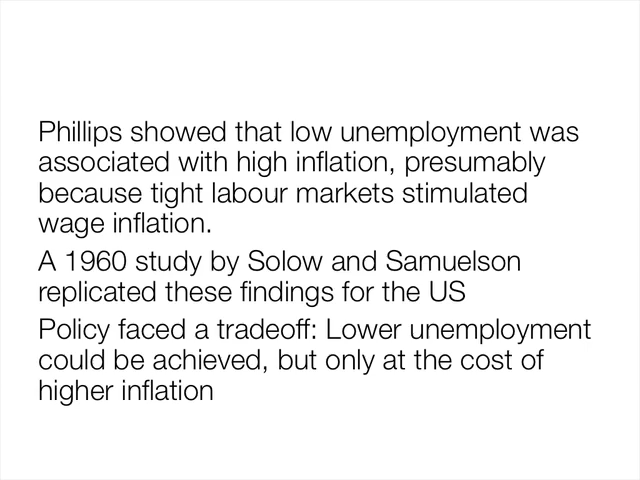 Phillips showed that low unemployment was
associated with high inflation, presumably
because tight labour markets stimulated
wage inflation.
A 1960 study by Solow and Samuelson
replicated these findings for the US
Policy faced a tradeoff: Lower unemployment
could be achieved, but only at the cost of
higher inflation